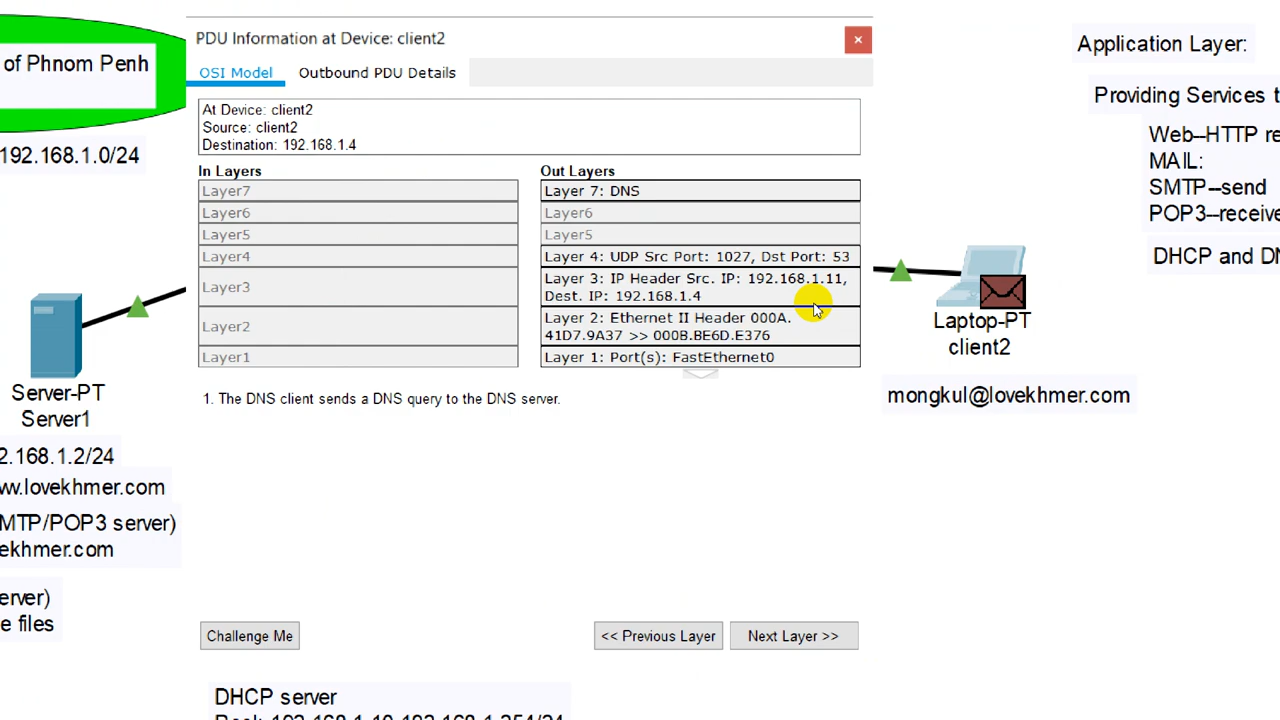 of Phnom Penh
192.168.1.0/24
PDU Information at Device: client2
OSI Model
Outbound PDU Details
At Device: client2
Source: client2
Destination: 192.168.1.4
In Layers
Layer7
Layer6
Layer5
Layer4
Layer3
Layer2
Layer1
Out Layers
Layer 7: DNS
Layer6
Layer5
Layer 4: UDP Src Port: 1027, Dst Port: 53
Layer 3: IP Header Src. IP: 192.168.1.11,
Dest. IP: 192.168.1.4
Layer 2: Ethernet II Header 000A.
41D7.9A37 >> 000B.BE6D.E376
Layer 1: Port(s): FastEthernet0
1. The DNS client sends a DNS query to the DNS server.
Challenge Me
<< Previous Layer
Next Layer >>
Server-PT
Server1
2.168.1.2/24
w.lovekhmer.com
MTP/POP3 server)
ekhmer.com
erver)
e files
DHCP server
Laptop-PT
client2
mongkul@lovekhmer.com
Application Layer:
Providing Services t
Web--HTTP re
MAIL:
SMTP--send
POP3--receive
DHCP and DN